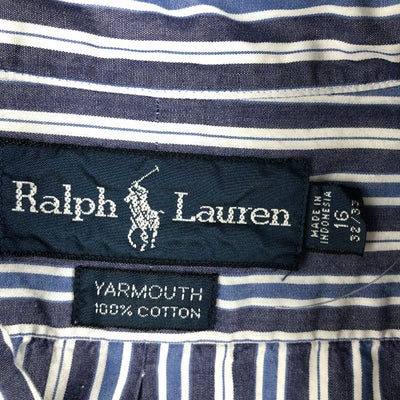 Ralph Lauren
MADE IN
INDONESIA
16
32/33
YARMOUTH
100% COTTON